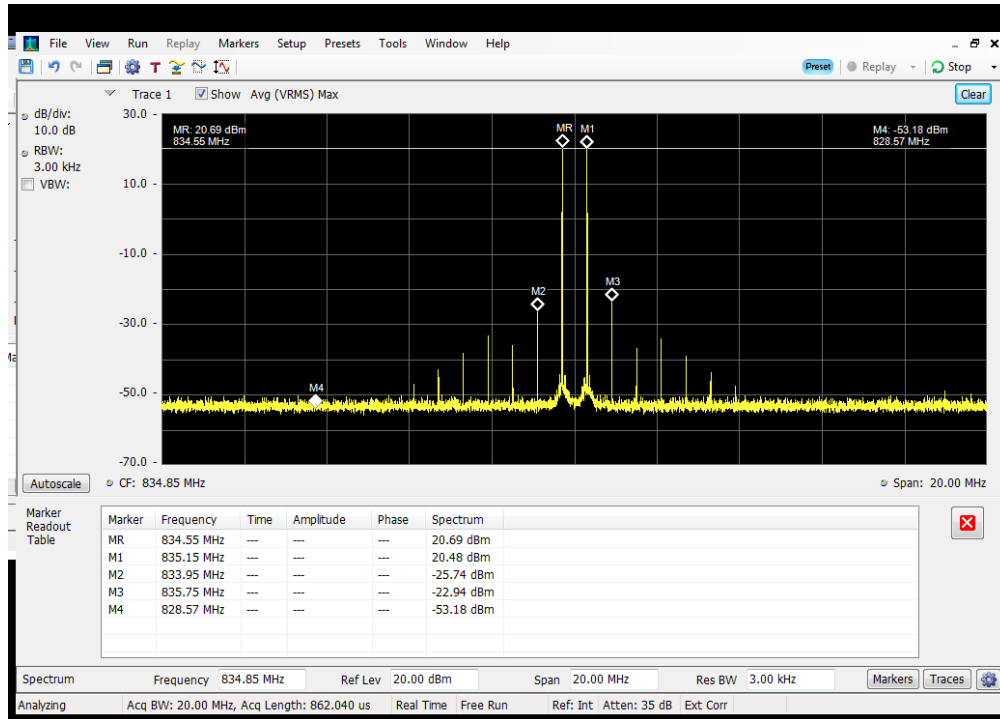 File View Run Replay Markers Setup Presets Tools Window Help
Preset Replay Stop
Trace 1 Show Avg (VRMS) Max Clear
dB/div:
10.0 dB
RBW:
3.00 kHz
VBW:
30.0
MR: 20.69 dBm
834.55 MHz
MR M1
M4: -53.18 dBm
828.57 MHz
10.0
-10.0
M2
M3
-30.0
-50.0
M4
-70.0
Autoscale CF: 834.85 MHz Span: 20.00 MHz
Marker
Readout
Table
Marker Frequency Time Amplitude Phase Spectrum
MR 834.55 MHz --- --- --- 20.69 dBm
M1 835.15 MHz --- --- --- 20.48 dBm
M2 833.95 MHz --- --- --- -25.74 dBm
M3 835.75 MHz --- --- --- -22.94 dBm
M4 828.57 MHz --- --- --- -53.18 dBm
Spectrum Frequency 834.85 MHz Ref Lev 20.00 dBm Span 20.00 MHz Res BW 3.00 kHz Markers Traces
Analyzing Acq BW: 20.00 MHz, Acq Length: 862.040 us Real Time Free Run Ref: Int Atten: 35 dB Ext Corr